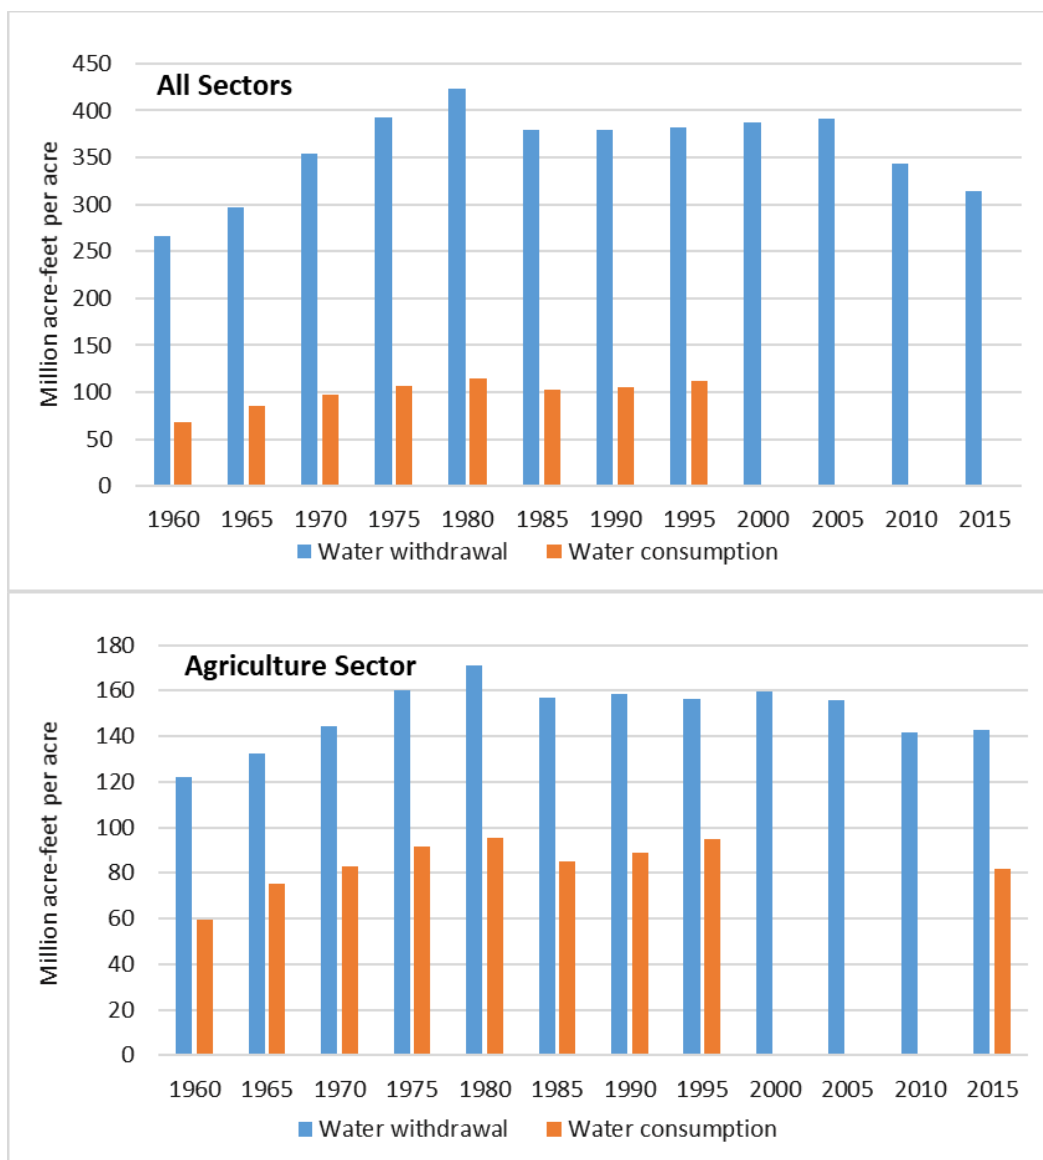 All Sectors
Million acre-feet per acre
450
400
350
300
250
200
150
100
50
0
1960 1965 1970 1975 1980 1985 1990 1995 2000 2005 2010 2015
Water withdrawal Water consumption
Agriculture Sector
Million acre-feet per acre
180
160
140
120
100
80
60
40
20
0
1960 1965 1970 1975 1980 1985 1990 1995 2000 2005 2010 2015
Water withdrawal Water consumption